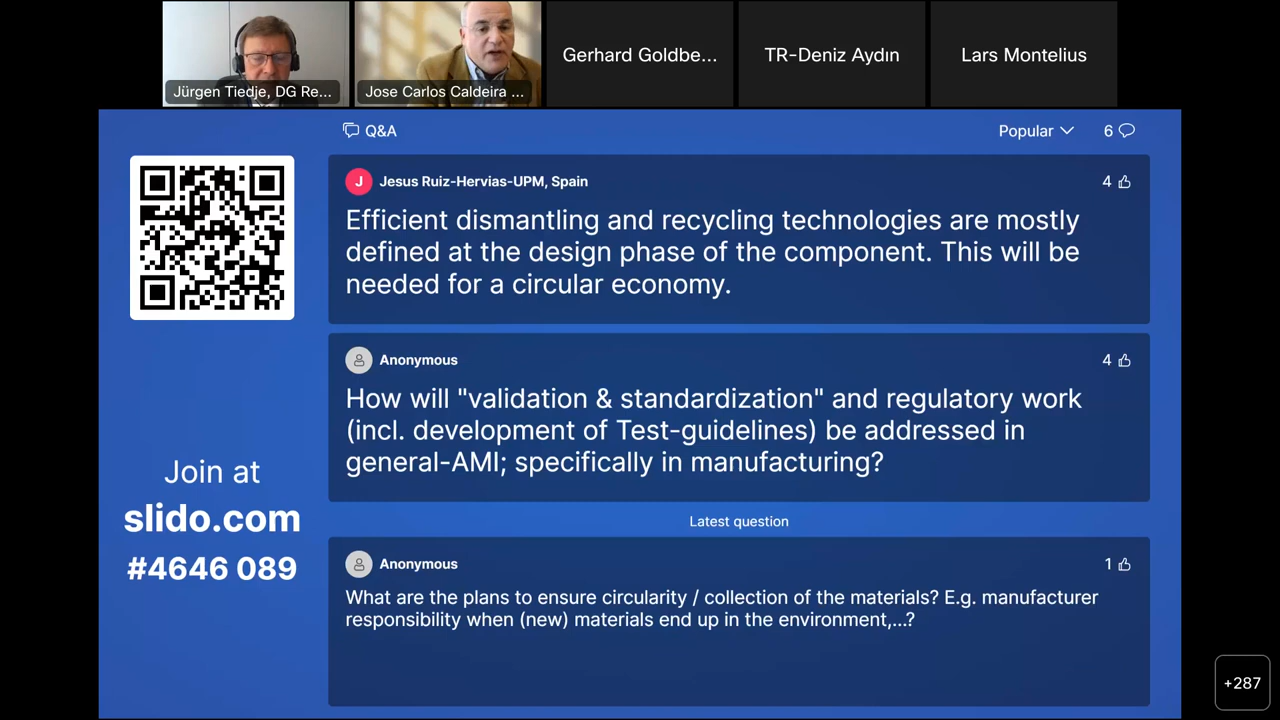 Jürgen Tiedje, DG Re...
Jose Carlos Caldeira ...
Gerhard Goldbe...
TR-Deniz Aydın
Lars Montelius
Q&A
Popular
6
J
Jesus Ruiz-Hervias-UPM, Spain
4
Efficient dismantling and recycling technologies are mostly
defined at the design phase of the component. This will be
needed for a circular economy.
Anonymous
4
How will "validation & standardization" and regulatory work
(incl. development of Test-guidelines) be addressed in
general-AMI; specifically in manufacturing?
Join at
slido.com
#4646 089
Latest question
Anonymous
1
What are the plans to ensure circularity / collection of the materials? E.g. manufacturer
responsibility when (new) materials end up in the environment,...?
+287